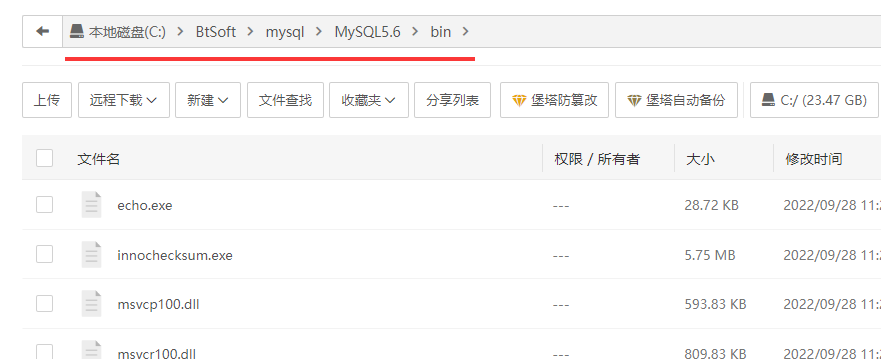 本地磁盘(C:) > BtSoft > mysql > MySQL5.6 > bin >
上传 远程下载 新建 文件查找 收藏夹 分享列表 堡塔防篡改 堡塔自动备份 C:/ (23.47 GB)
文件名 权限 / 所有者 大小 修改时间
echo.exe --- 28.72 KB 2022/09/28 11:2
innochecksum.exe --- 5.75 MB 2022/09/28 11:2
msvcp100.dll --- 593.83 KB 2022/09/28 11:2
msvcr100.dll --- 809.83 KB 2022/09/28 11:2